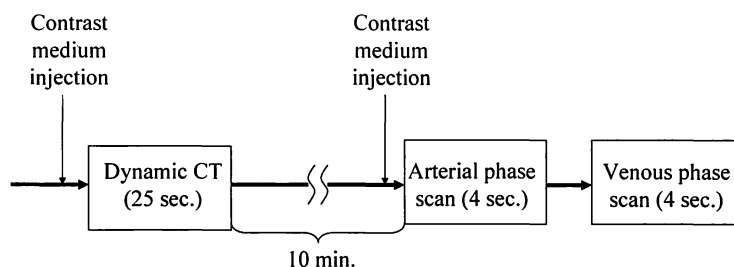 Contrast
medium
injection
Contrast
medium
injection
Dynamic CT
(25 sec.)
Arterial phase
scan (4 sec.)
Venous phase
scan (4 sec.)
10 min.